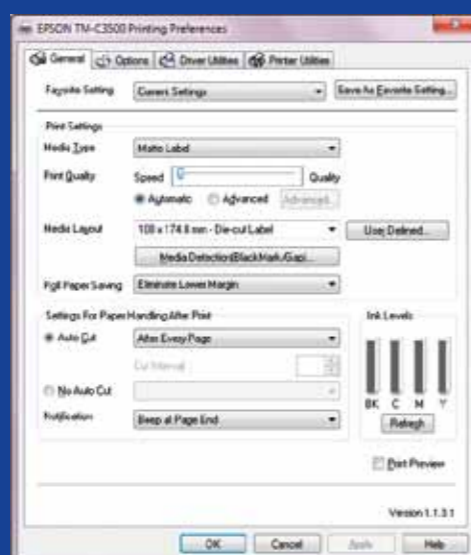 EPSON TM-C3500 Printing Preferences
General Options Driver Utilities Printer Utilities
Favorite Setting Current Settings Save As Favorite Setting...
Print Settings
Media Type Matte Label
Print Quality Speed Quality
Automatic Advanced Advanced...
Media Layout 108 x 174.8 mm - Die-cut Label User Defined...
Media Detection(BlackMark/Gap)...
Roll Paper Saving Eliminate Lower Margin
Settings For Paper Handling After Print Ink Levels
Auto Cut After Every Page
Cut Interval
No Auto Cut
BK C M Y
Notification Beep at Page End Refresh
Print Preview
Version 1.1.3.1
OK Cancel Apply Help